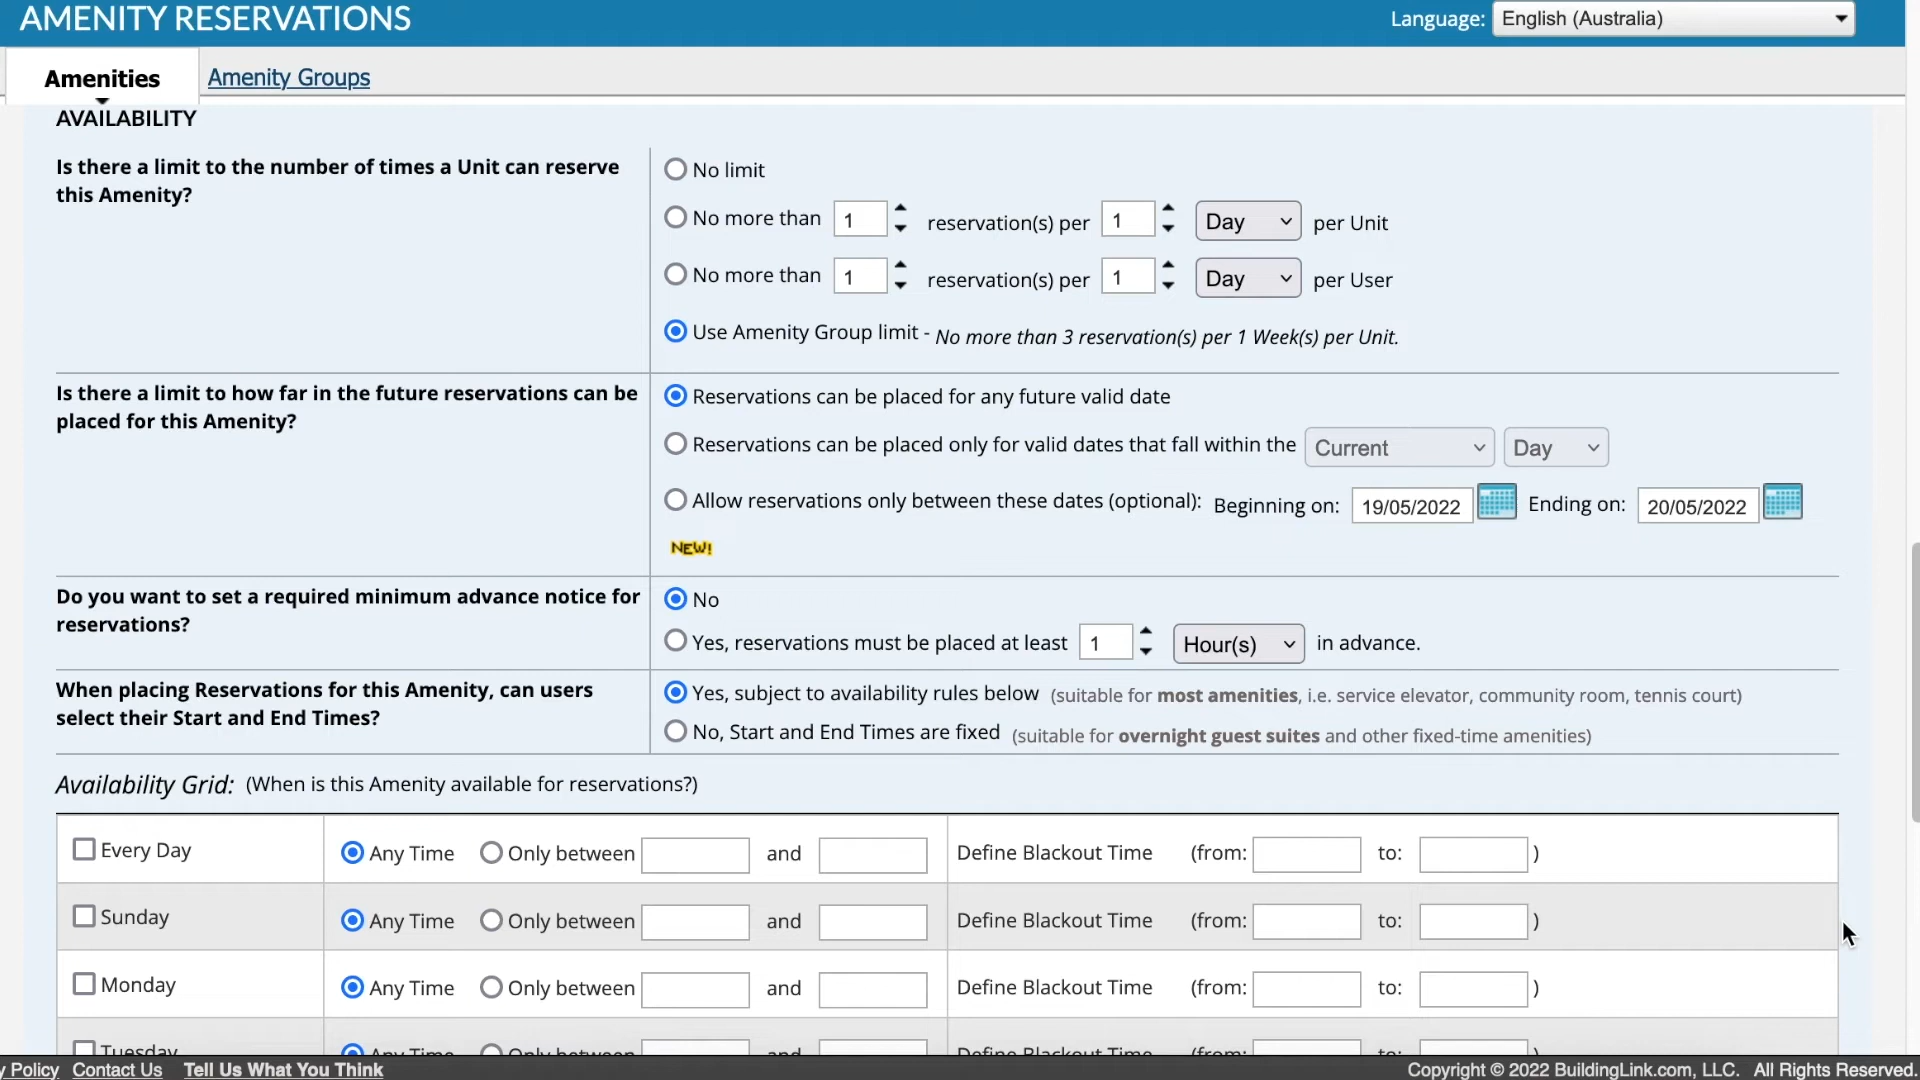 AMENITY RESERVATIONS
Language: English (Australia)
Amenities Amenity Groups
AVAILABILITY
Is there a limit to the number of times a Unit can reserve
this Amenity?
No limit
No more than 1 reservation(s) per 1 Day per Unit
No more than 1 reservation(s) per 1 Day per User
Use Amenity Group limit - No more than 3 reservation(s) per 1 Week(s) per Unit.
Is there a limit to how far in the future reservations can be
placed for this Amenity?
Reservations can be placed for any future valid date
Reservations can be placed only for valid dates that fall within the Current Day
Allow reservations only between these dates (optional): Beginning on: 19/05/2022 Ending on: 20/05/2022
NEW!
Do you want to set a required minimum advance notice for
reservations?
No
Yes, reservations must be placed at least 1 Hour(s) in advance.
When placing Reservations for this Amenity, can users
select their Start and End Times?
Yes, subject to availability rules below (suitable for most amenities, i.e. service elevator, community room, tennis court)
No, Start and End Times are fixed (suitable for overnight guest suites and other fixed-time amenities)
Availability Grid: (When is this Amenity available for reservations?)
Every Day Any Time Only between and Define Blackout Time (from: to: )
Sunday Any Time Only between and Define Blackout Time (from: to: )
Monday Any Time Only between and Define Blackout Time (from: to: )
Tuesday Any Time Only between and Define Blackout Time (from: to: )
y Policy Contact Us Tell Us What You Think Copyright © 2022 BuildingLink.com, LLC. All Rights Reserved.